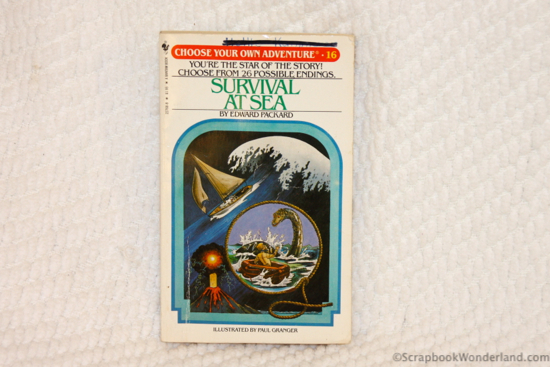 CHOOSE YOUR OWN ADVENTURE® • 16
YOU'RE THE STAR OF THE STORY!
CHOOSE FROM 26 POSSIBLE ENDINGS.
SURVIVAL
AT SEA
BY EDWARD PACKARD
ILLUSTRATED BY PAUL GRANGER
©ScrapbookWonderland.com